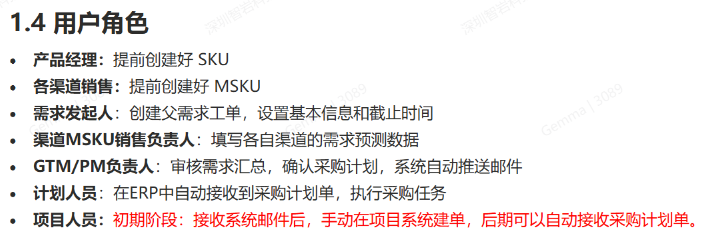 1.4 用户角色
• 产品经理：提前创建好 SKU
• 各渠道销售：提前创建好 MSKU
• 需求发起人：创建父需求工单，设置基本信息和截止时间
• 渠道MSKU销售负责人：填写各自渠道的需求预测数据
• GTM/PM负责人：审核需求汇总，确认采购计划，系统自动推送邮件
• 计划人员：在ERP中自动接收到采购计划单，执行采购任务
• 项目人员：初期阶段：接收系统邮件后，手动在项目系统建单，后期可以自动接收采购计划单。
Gemma | 3089